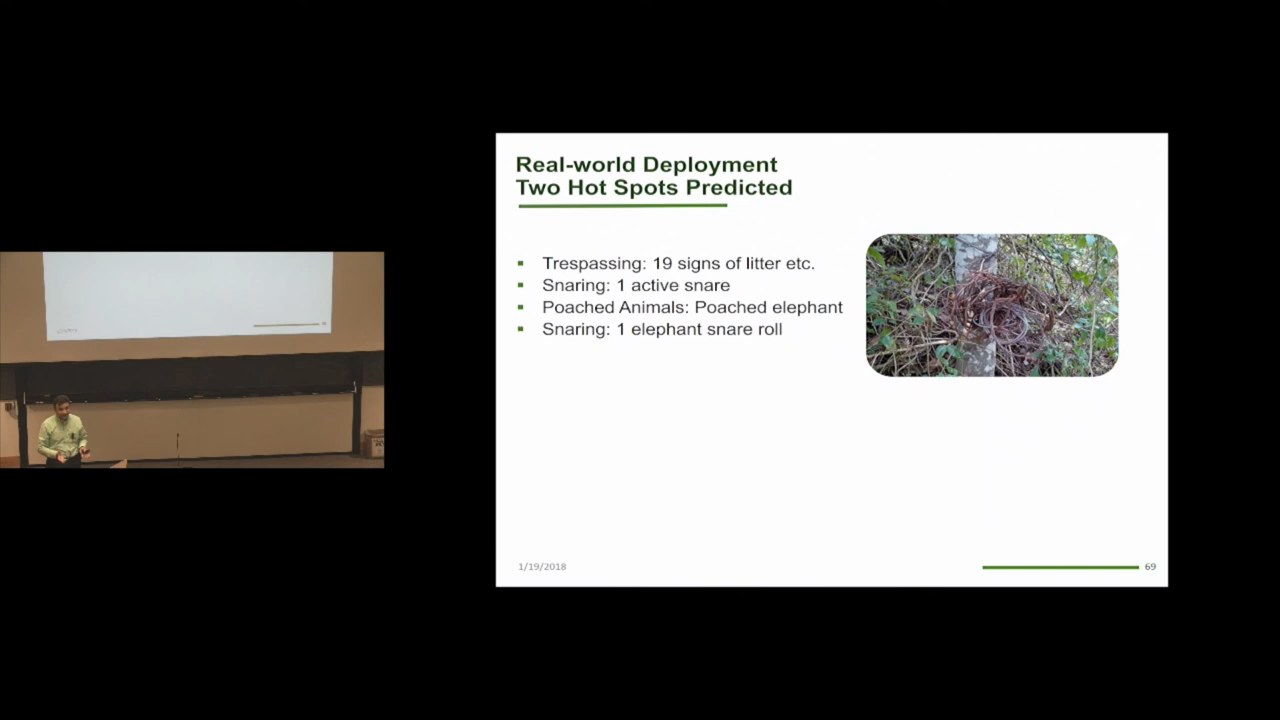 Real-world Deployment
Two Hot Spots Predicted
▪ Trespassing: 19 signs of litter etc.
▪ Snaring: 1 active snare
▪ Poached Animals: Poached elephant
▪ Snaring: 1 elephant snare roll
1/19/2018
69